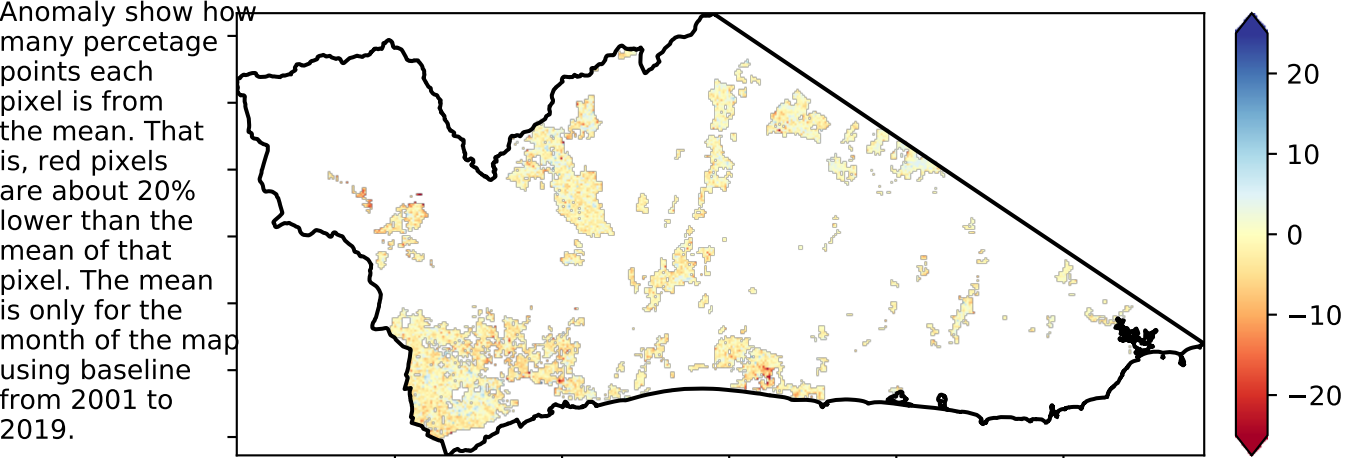 Anomaly show how
many percetage
points each
pixel is from
the mean. That
is, red pixels
are about 20%
lower than the
mean of that
pixel. The mean
is only for the
month of the map
using baseline
from 2001 to
2019.
20
10
0
−10
−20